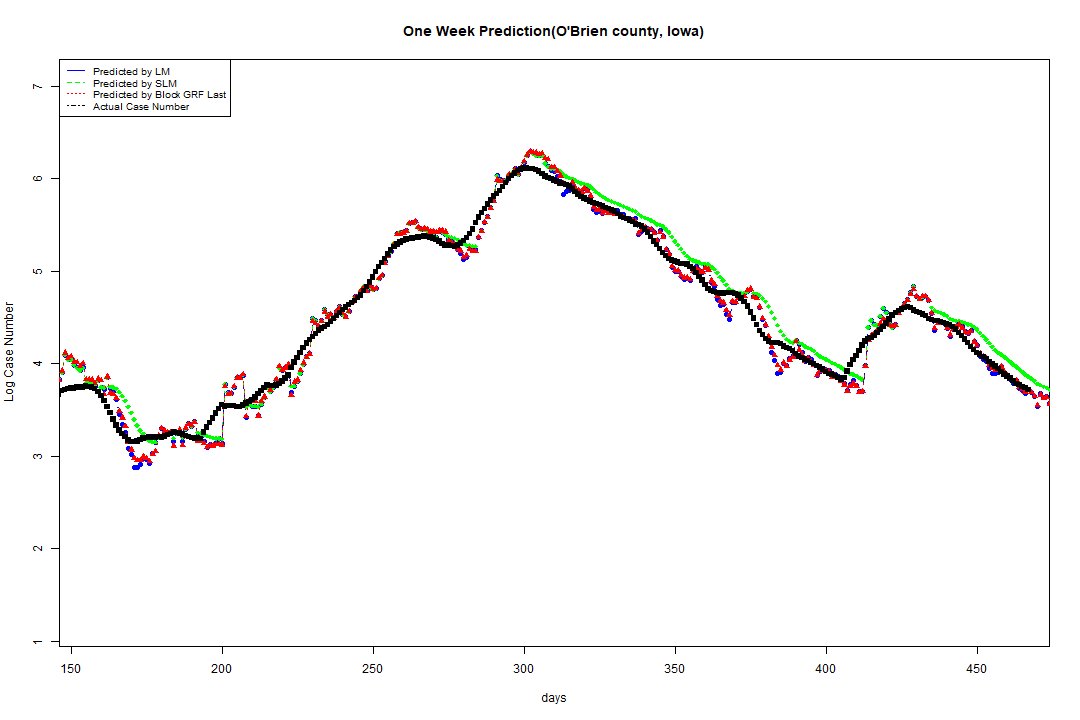 One Week Prediction(O'Brien county, Iowa)
Predicted by LM
Predicted by SLM
Predicted by Block GRF Last
Actual Case Number
7
6
5
4
3
2
1
Log Case Number
150 200 250 300 350 400 450
days